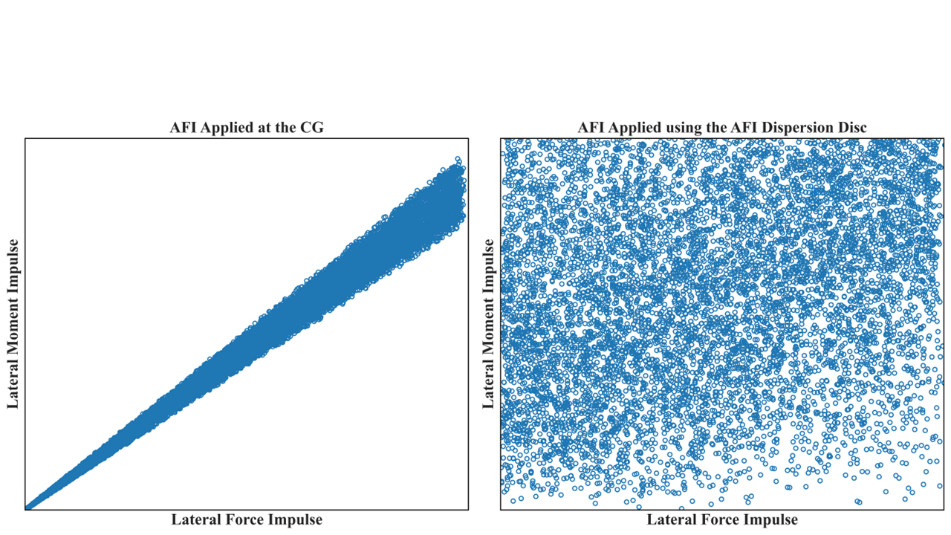 AFI Applied at the CG
Lateral Moment Impulse
Lateral Force Impulse
AFI Applied using the AFI Dispersion Disc
Lateral Moment Impulse
Lateral Force Impulse